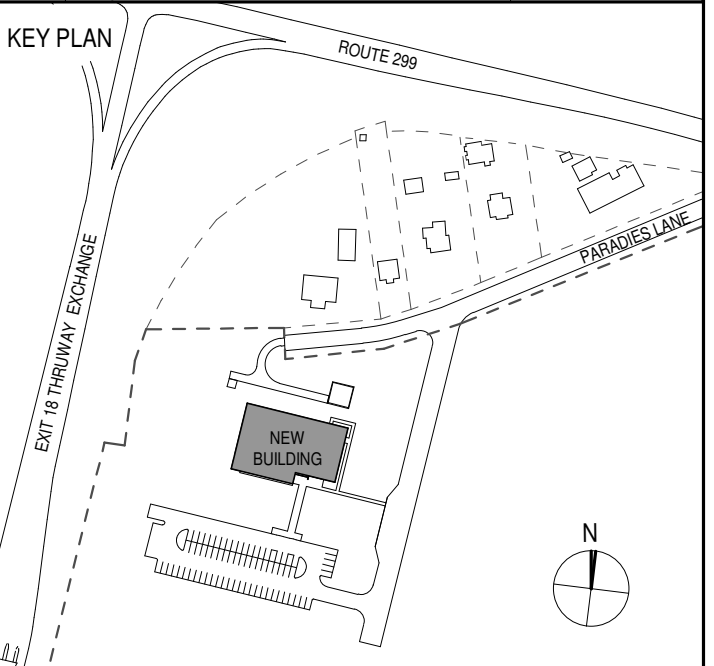 KEY PLAN
ROUTE 299
PARADIES LANE
EXIT 18 THRUWAY EXCHANGE
NEW
BUILDING
N